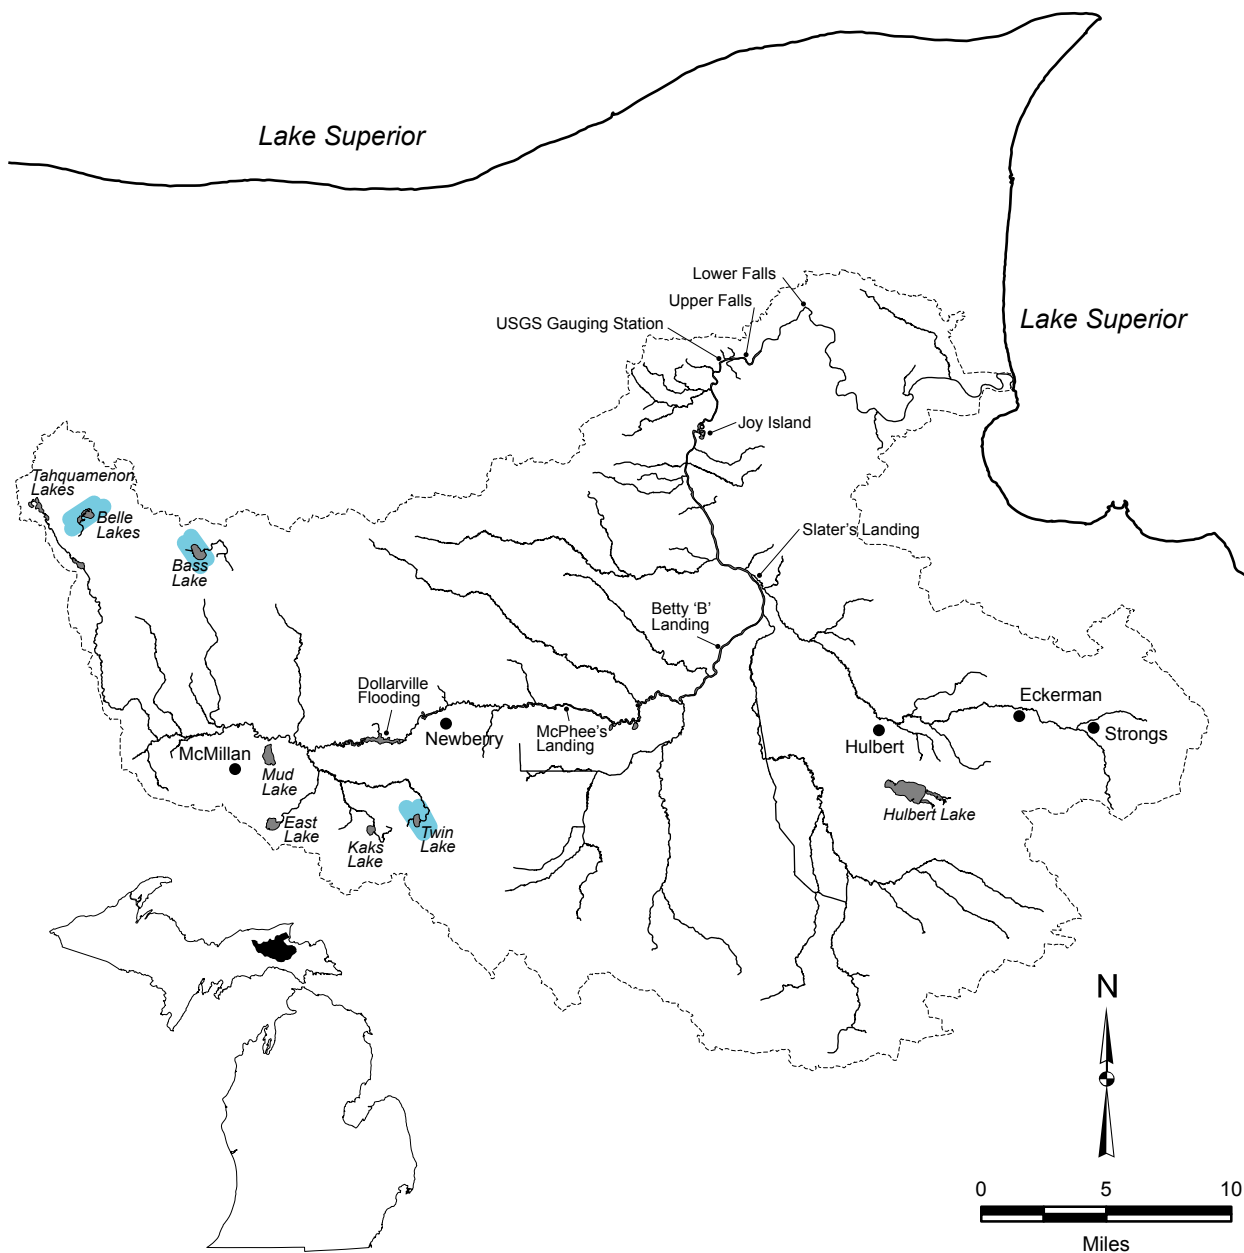 Lake Superior
Lower Falls
Upper Falls
USGS Gauging Station
Lake Superior
Joy Island
Tahquamenon
Lakes
Belle
Lakes
Bass
Lake
Slater's Landing
Betty 'B'
Landing
Dollarville
Flooding
Newberry
McPhee's
Landing
McMillan
Mud
Lake
East
Lake
Kaks
Lake
Twin
Lake
Eckerman
Strongs
Hulbert
Hulbert Lake
N
0 5 10
Miles